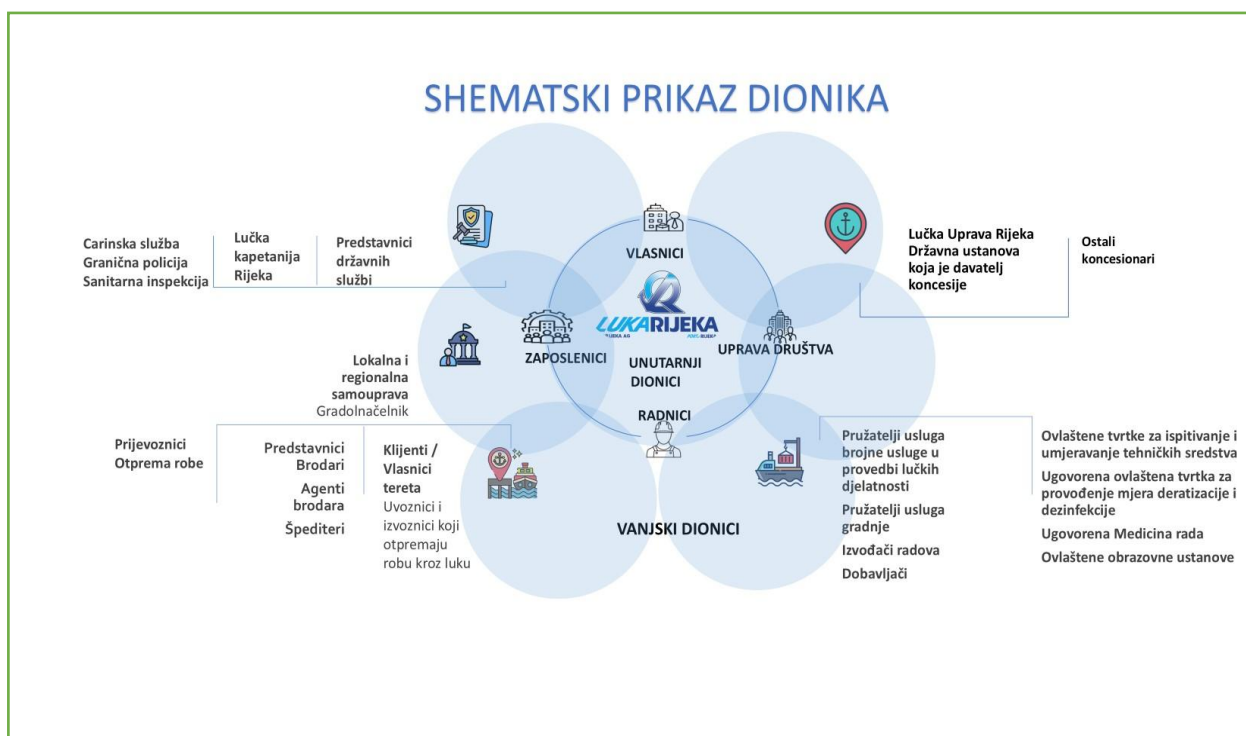 SHEMATSKI PRIKAZ DIONIKA
Carinska služba
Granična policija
Sanitarna inspekcija
Lučka
kapetanija
Rijeka
Predstavnici
državnih
službi
VLASNICI
Lučka Uprava Rijeka
Državna ustanova
koja je davatelj
koncesije
Ostali
koncesionari
LUKARIJEKA
ZAPOSLENICI
UPRAVA DRUŠTVA
UNUTARNJI
DIONICI
RADNICI
Lokalna i
regionalna
samouprava
Gradolnačelnik
Prijevoznici
Otprema robe
Predstavnici
Brodari
Agenti
brodara
Špediteri
Klijenti /
Vlasnici
tereta
Uvoznici i
izvoznici koji
otpremaju
robu kroz luku
VANJSKI DIONICI
Pružatelji usluga
brojne usluge u
provedbi lučkih
djelatnosti
Pružatelji usluga
gradnje
Izvođači radova
Dobavljači
Ovlaštene tvrtke za ispitivanje i
umjeravanje tehničkih sredstva
Ugovorena ovlaštena tvrtka za
provođenje mjera deratizacije i
dezinfekcije
Ugovorena Medicina rada
Ovlaštene obrazovne ustanove